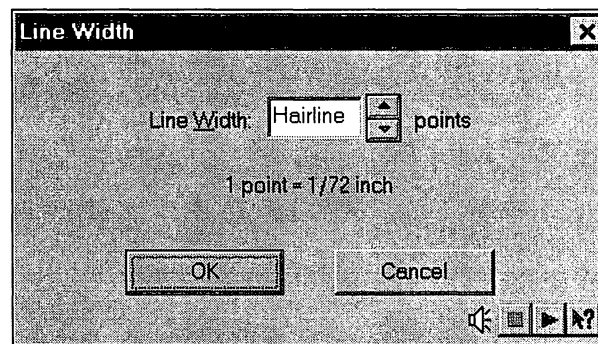 Line Width
Line Width: Hairline points
1 point = 1/72 inch
OK Cancel
?